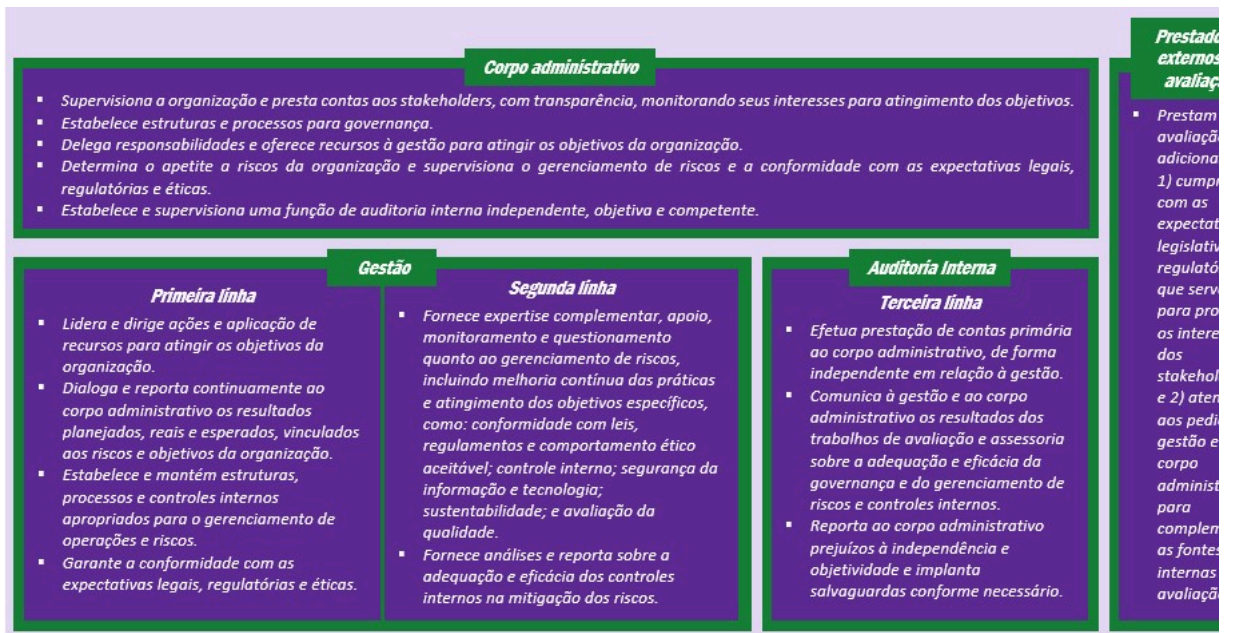 Corpo administrativo
▪ Supervisiona a organização e presta contas aos stakeholders, com transparência, monitorando seus interesses para atingimento dos objetivos.
▪ Estabelece estruturas e processos para governança.
▪ Delega responsabilidades e oferece recursos à gestão para atingir os objetivos da organização.
▪ Determina o apetite a riscos da organização e supervisiona o gerenciamento de riscos e a conformidade com as expectativas legais,
regulatórias e éticas.
▪ Estabelece e supervisiona uma função de auditoria interna independente, objetiva e competente.
Gestão
Primeira linha
▪ Lidera e dirige ações e aplicação de
recursos para atingir os objetivos da
organização.
▪ Dialoga e reporta continuamente ao
corpo administrativo os resultados
planejados, reais e esperados, vinculados
aos riscos e objetivos da organização.
▪ Estabelece e mantém estruturas,
processos e controles internos
apropriados para o gerenciamento de
operações e riscos.
▪ Garante a conformidade com as
expectativas legais, regulatórias e éticas.
Segunda linha
▪ Fornece expertise complementar, apoio,
monitoramento e questionamento
quanto ao gerenciamento de riscos,
incluindo melhoria contínua das práticas
e atingimento dos objetivos específicos,
como: conformidade com leis,
regulamentos e comportamento ético
aceitável; controle interno; segurança da
informação e tecnologia;
sustentabilidade; e avaliação da
qualidade.
▪ Fornece análises e reporta sobre a
adequação e eficácia dos controles
internos na mitigação dos riscos.
Auditoria Interna
Terceira linha
▪ Efetua prestação de contas primária
ao corpo administrativo, de forma
independente em relação à gestão.
▪ Comunica à gestão e ao corpo
administrativo os resultados dos
trabalhos de avaliação e assessoria
sobre a adequação e eficácia da
governança e do gerenciamento de
riscos e controles internos.
▪ Reporta ao corpo administrativo
prejuízos à independência e
objetividade e implanta
salvaguardas conforme necessário.
externos
▪ Prestam
1)
com as
que
para
dos
e 2)
aos
gestão e
corpo
para
as fontes
internas